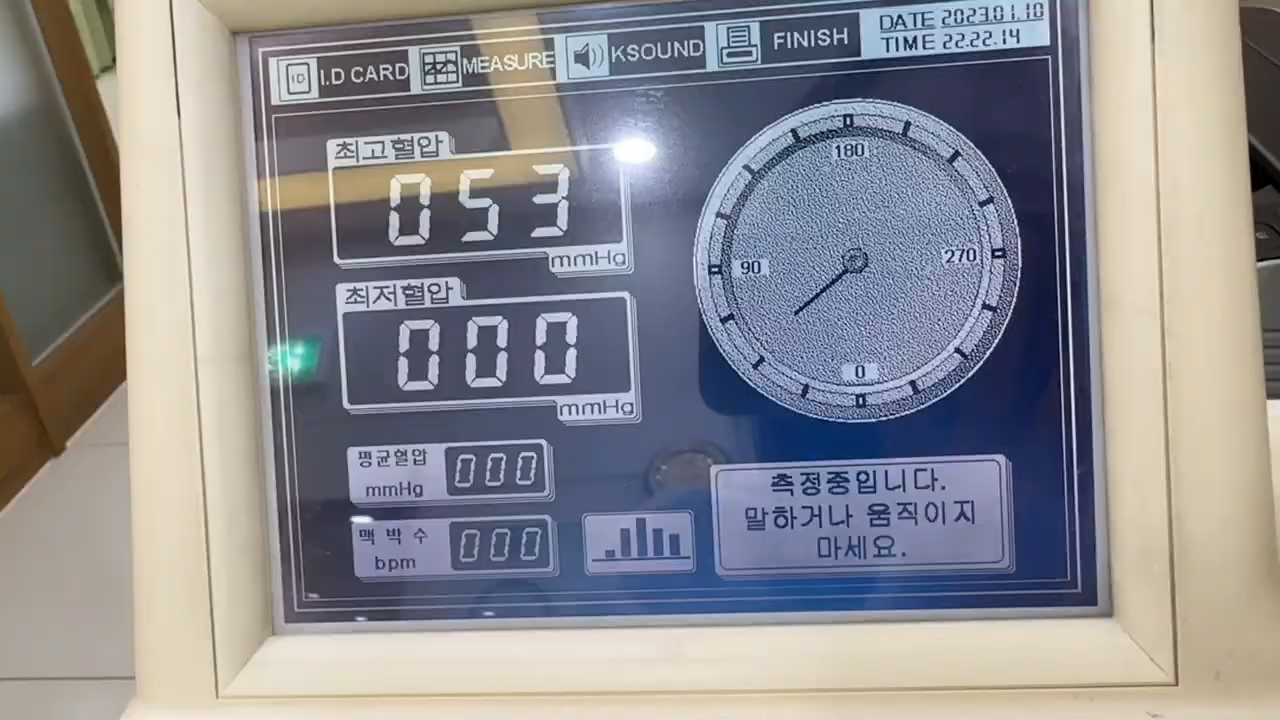 I.D CARD MEASURE KSOUND FINISH
DATE 2023.01.10
TIME 22.22.14
최고혈압
053
mmHg
최저혈압
000
mmHg
평균혈압
mmHg
000
맥박수
bpm
000
180
90
270
0
측정중입니다.
말하거나 움직이지
마세요.